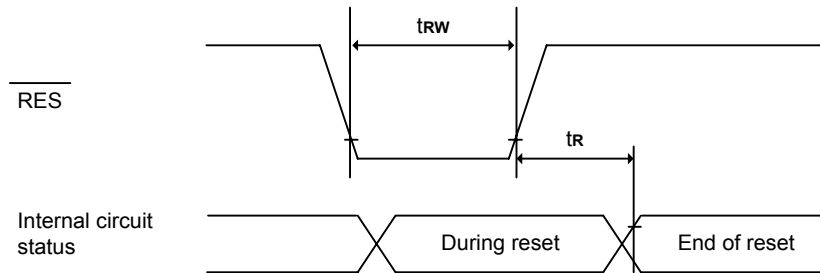 tRW
RES
tR
Internal circuit
status
During reset
End of reset